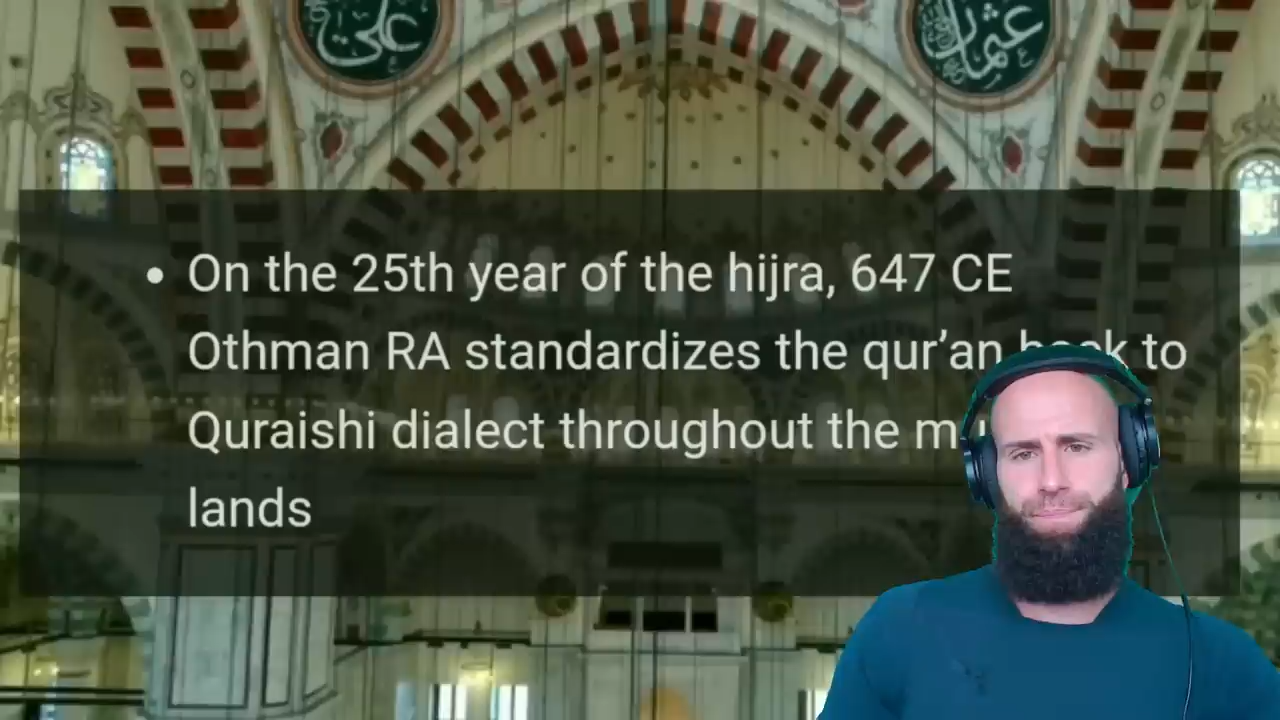 علي
عثمان
• On the 25th year of the hijra, 647 CE
Othman RA standardizes the qur’an to
Quraishi dialect throughout the
lands